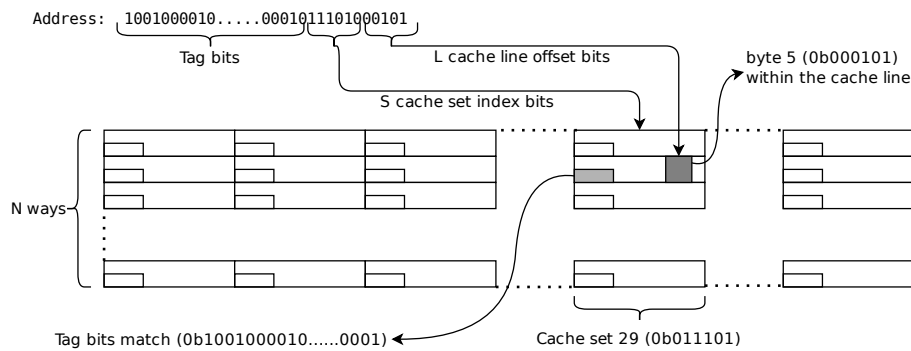 Address: 1001000010.....0001011101000101
Tag bits
L cache line offset bits
byte 5 (0b000101)
within the cache line
S cache set index bits
N ways
Tag bits match (0b1001000010......0001)
Cache set 29 (0b011101)